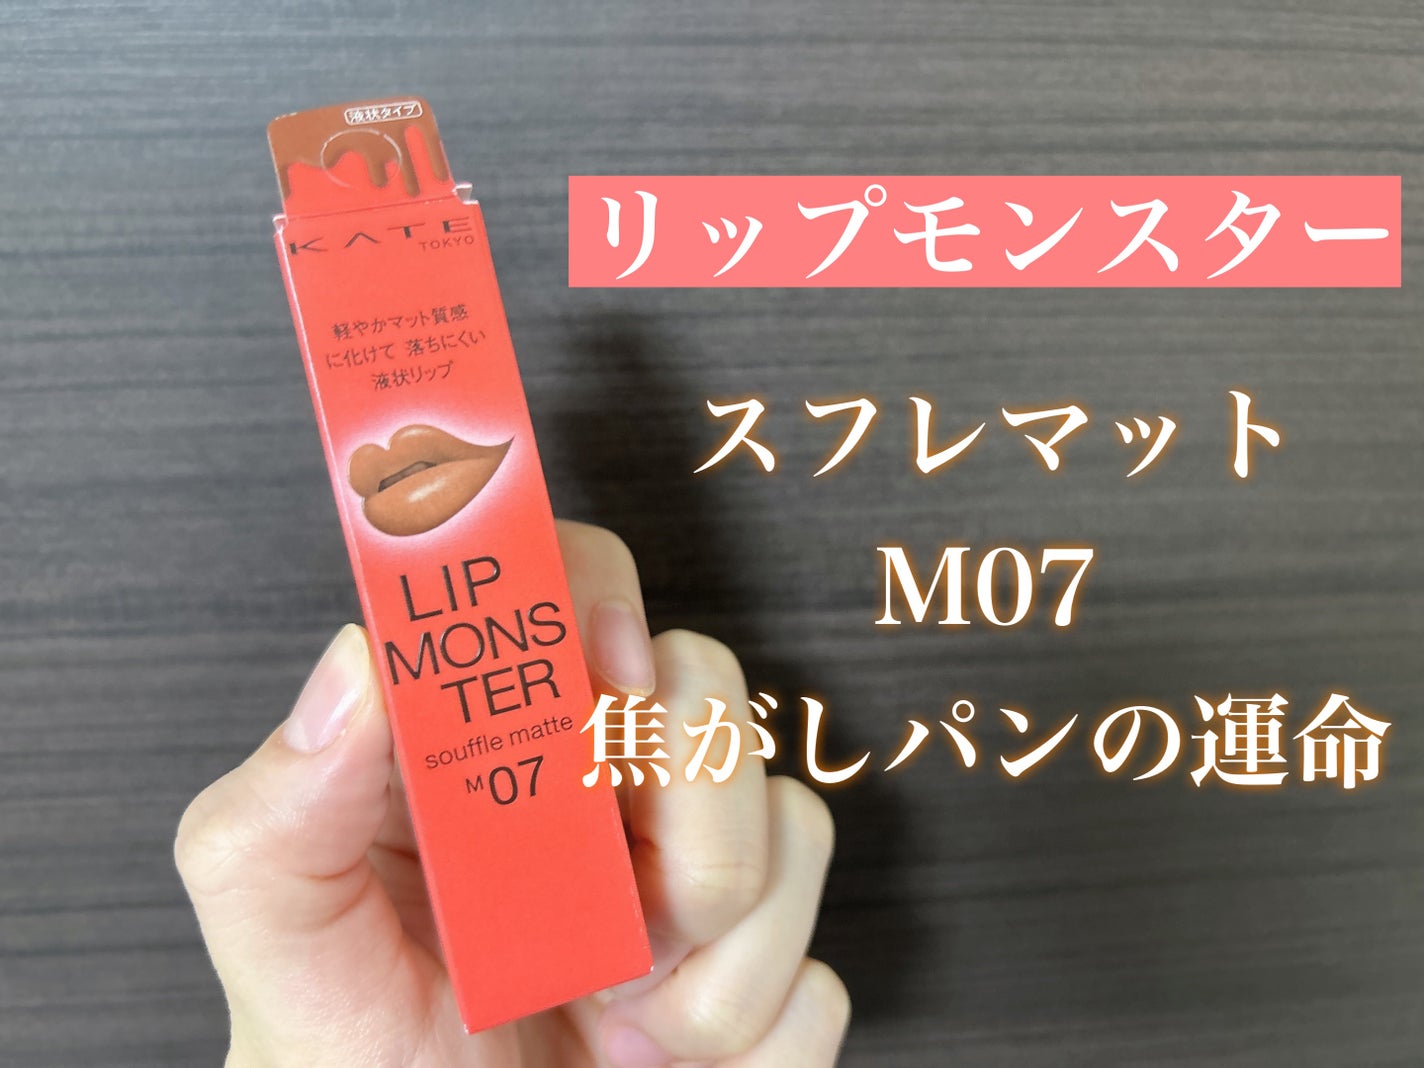 液状タイプ
KATE
TOKYO
軽やかマット質感
に化けて 落ちにくい
液状リップ
LIP
MONS
TER
souffle matte
M 07
リップモンスター
スフレマット
M07
焦がしパンの運命